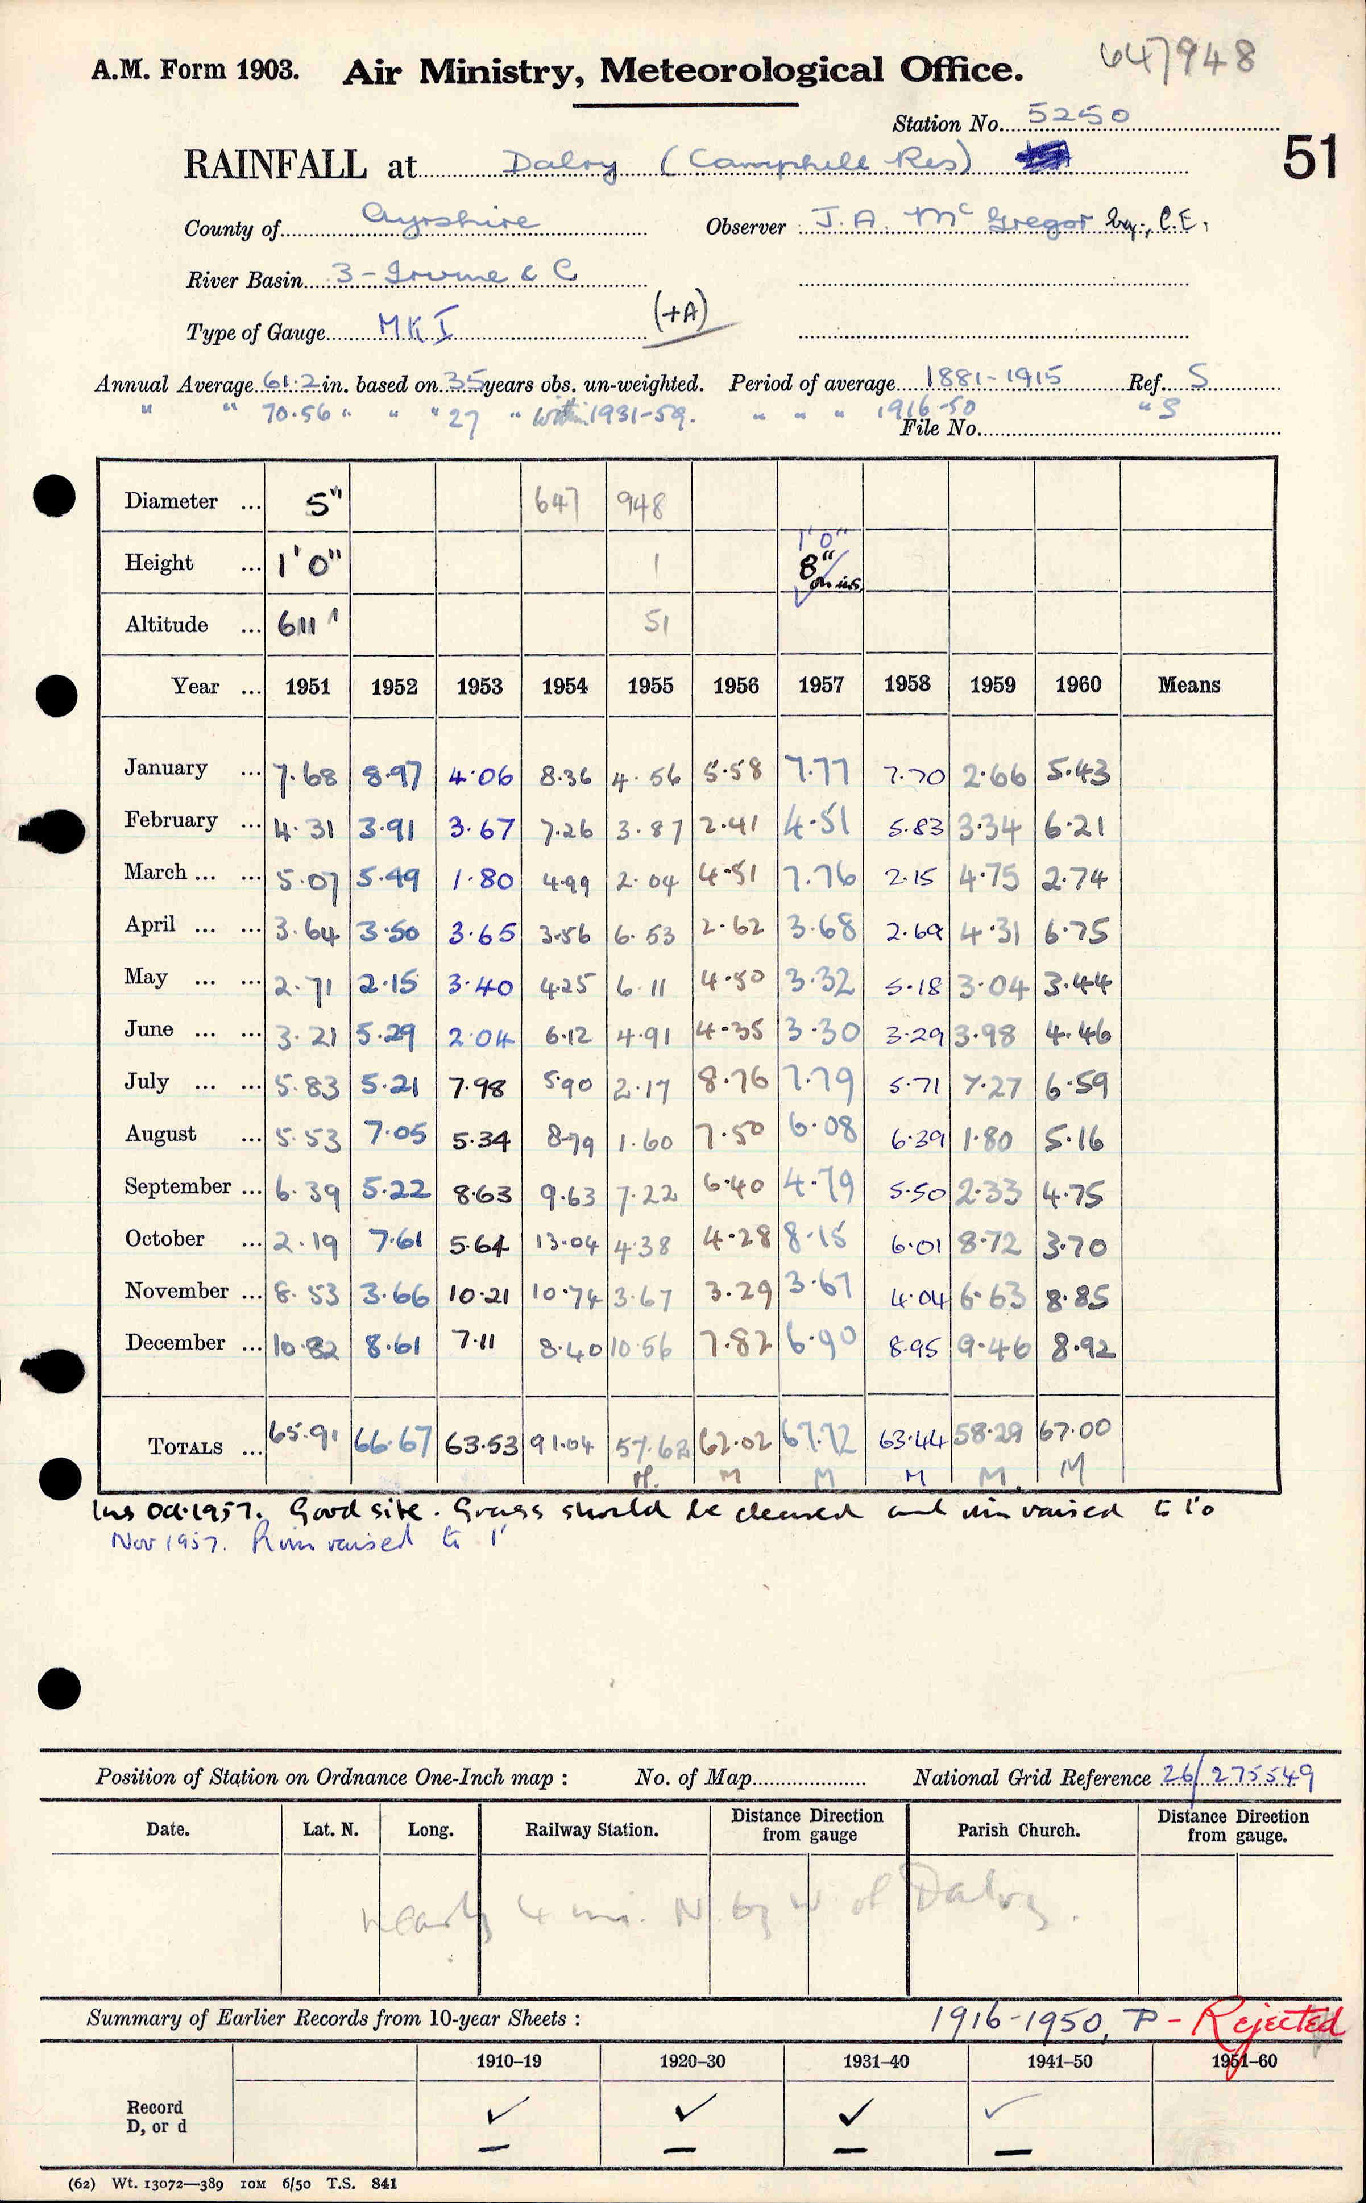 A.M. Form 1903. Air Ministry, Meteorological Office. 647948
Station No. 5250
RAINFALL at Dalry (Camphill Res) 51
County of Ayrshire Observer J. A. McGregor Esq., C.E.,
River Basin 3 - Irvine & C
Type of Gauge MK I (+A)
Annual Average 61.2 in. based on 35 years obs. un-weighted. Period of average 1881-1915 Ref. S
" " 70.56 " " " 27 " within 1931-59. " " " 1916-50 " S
File No.
Diameter ... 5" 647 948
Height ... 1' 0" 1 1' 0" 8" on ins.
Altitude ... 611' 51
Year ... 1951 1952 1953 1954 1955 1956 1957 1958 1959 1960 Means
January ... 7.68 8.97 4.06 8.36 4.56 5.58 7.77 7.70 2.66 5.43
February ... 4.31 3.91 3.67 7.26 3.87 2.41 4.51 5.83 3.34 6.21
March ... ... 5.07 5.49 1.80 4.99 2.04 4.51 7.76 2.15 4.75 2.74
April ... ... 3.64 3.50 3.65 3.56 6.53 2.62 3.68 2.69 4.31 6.75
May ... ... 2.71 2.15 3.40 4.25 6.11 4.50 3.32 5.18 3.04 3.44
June ... ... 3.21 5.29 2.04 6.12 4.91 4.35 3.30 3.29 3.98 4.46
July ... ... 5.83 5.21 7.98 5.90 2.17 8.76 7.79 5.71 7.27 6.59
August ... 5.53 7.05 5.34 8.79 1.60 7.50 6.08 6.39 1.80 5.16
September ... 6.39 5.22 8.63 9.63 7.22 6.40 4.79 5.50 2.33 4.75
October ... 2.19 7.61 5.64 13.04 4.38 4.28 8.15 6.01 8.72 3.70
November ... 8.53 3.66 10.21 10.74 3.67 3.29 3.67 4.04 6.63 8.85
December ... 10.82 8.61 7.11 8.40 10.56 7.82 6.90 8.95 9.46 8.92
TOTALS ... 65.91 66.67 63.53 91.04 57.62 62.02 67.72 63.44 58.29 67.00
M. M M M M. M
Ins Oct. 1957. Good site. Grass should be cleared and rim raised to 1'0
Nov 1957. Rim raised to 1'
Position of Station on Ordnance One-Inch map : No. of Map National Grid Reference 26/275549
Date. Lat. N. Long. Railway Station. Distance Direction from gauge Parish Church. Distance Direction from gauge.
nearly 4 mi. N by W of Dalry.
Summary of Earlier Records from 10-year Sheets : 1916-1950, P - Rejected
1910-19 1920-30 1931-40 1941-50 1951-60
Record D, or d ✓ ✓ ✓ ✓
(62) Wt. 13072—389 10M 6/50 T.S. 841